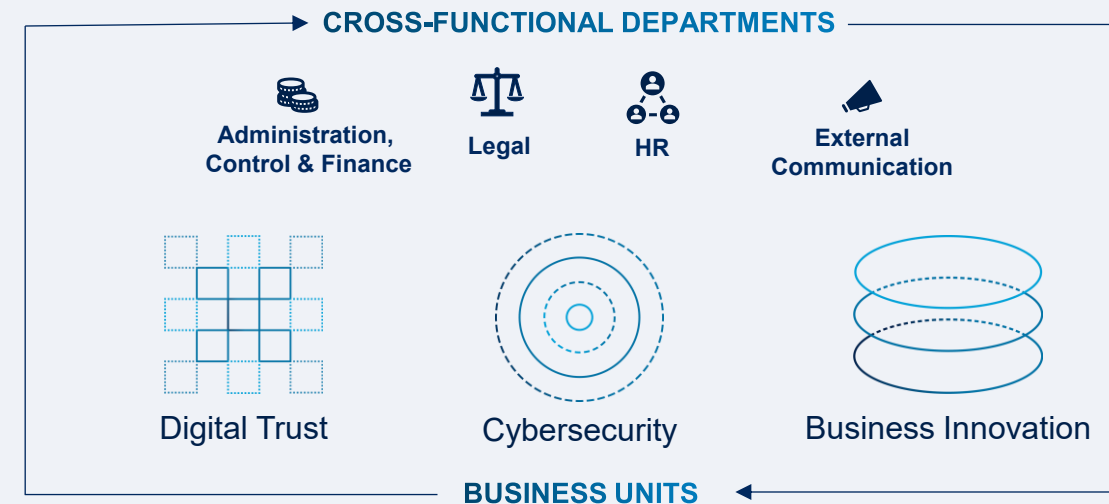 CROSS-FUNCTIONAL DEPARTMENTS
Administration,
Control & Finance
Legal
HR
External
Communication
Digital Trust
Cybersecurity
Business Innovation
BUSINESS UNITS